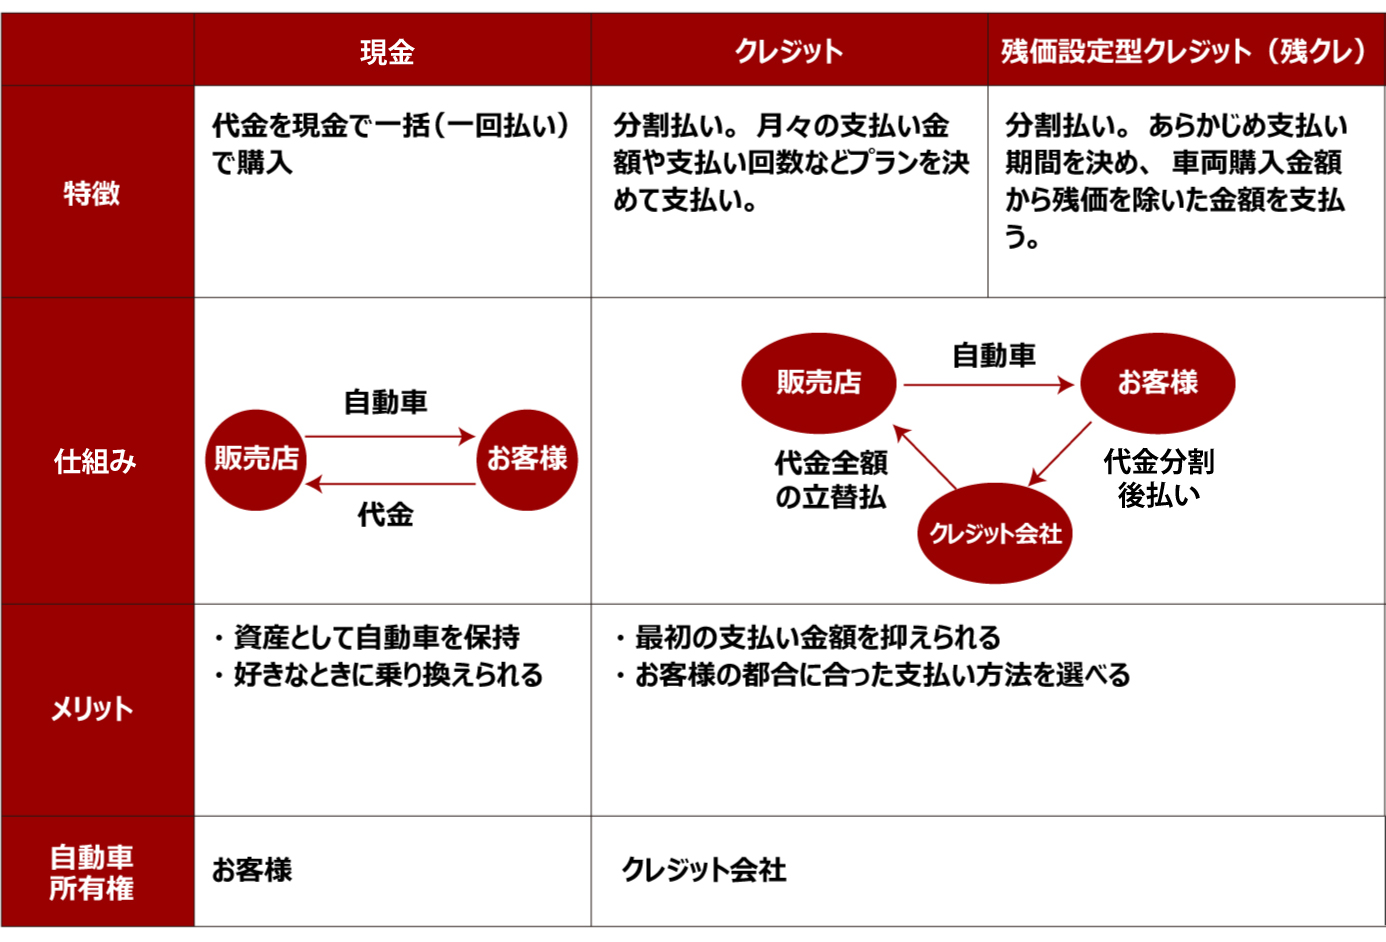 現金
クレジット
残価設定型クレジット（残クレ）
特徴
代金を現金で一括（一回払い）
で購入
分割払い。月々の支払い金
額や支払い回数などプランを決
めて支払い。
分割払い。あらかじめ支払い
期間を決め、車両購入金額
から残価を除いた金額を支払
う。
仕組み
自動車
販売店
お客様
代金
自動車
販売店
お客様
代金全額
の立替払
代金分割
後払い
クレジット会社
メリット
・資産として自動車を保持
・好きなときに乗り換えられる
・最初の支払い金額を抑えられる
・お客様の都合に合った支払い方法を選べる
自動車
所有権
お客様
クレジット会社